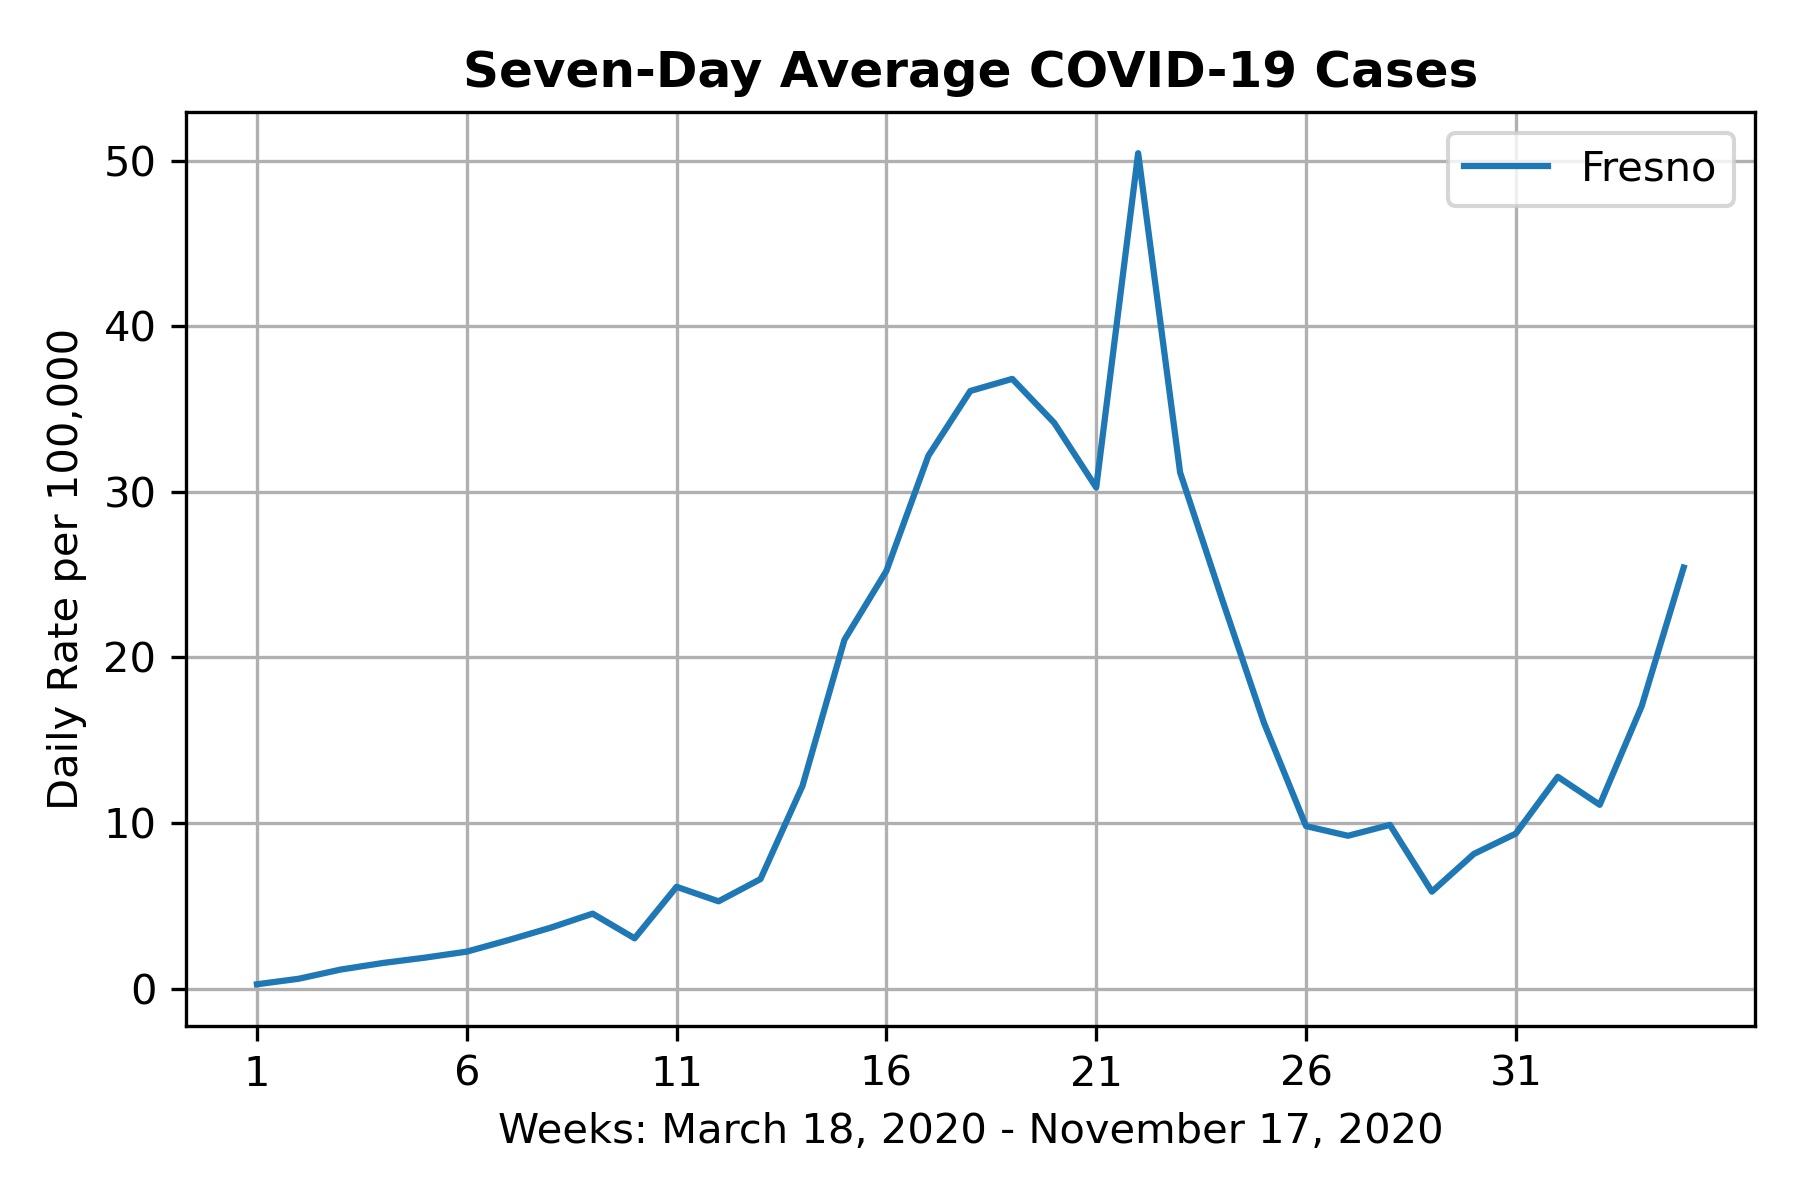 Seven-Day Average COVID-19 Cases
Fresno
Daily Rate per 100,000
50
40
30
20
10
0
1 6 11 16 21 26 31
Weeks: March 18, 2020 - November 17, 2020